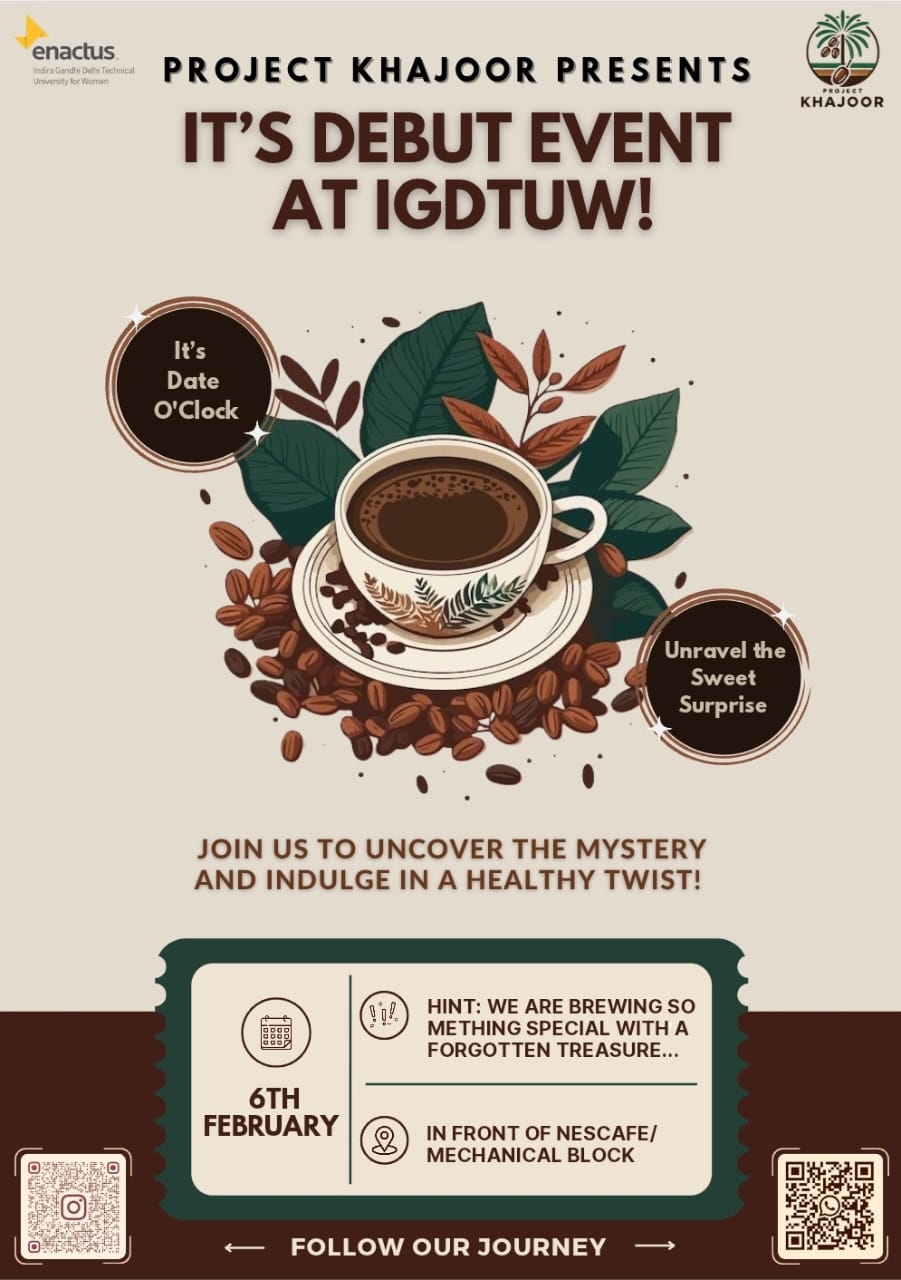 enactus
Indira Gandhi Delhi Technical
University for Women
PROJECT
KHAJOOR
PROJECT KHAJOOR PRESENTS
IT'S DEBUT EVENT
AT IGDTUW!
It's
Date
O'Clock
Unravel the
Sweet
Surprise
JOIN US TO UNCOVER THE MYSTERY
AND INDULGE IN A HEALTHY TWIST!
6TH
FEBRUARY
HINT: WE ARE BREWING SO
METHING SPECIAL WITH A
FORGOTTEN TREASURE...
IN FRONT OF NESCAFE/
MECHANICAL BLOCK
FOLLOW OUR JOURNEY